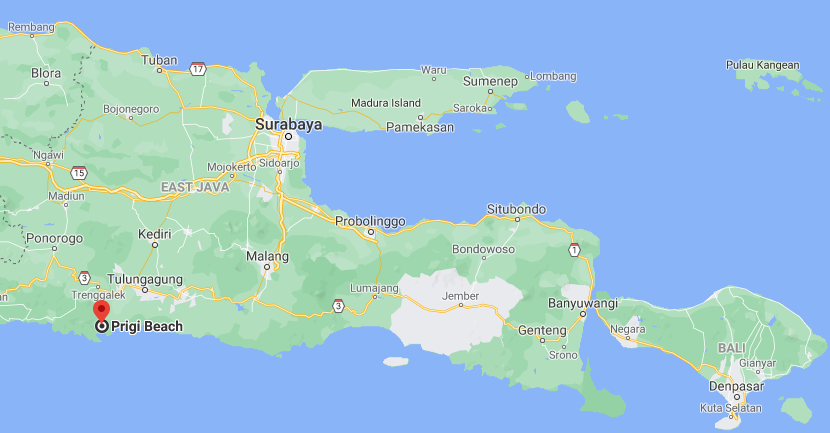 Rembang
Tuban
17
Blora
Bojonegoro
Waru
Sumenep
Lombang
Pulau Kangean
Madura Island
Saroka
Pamekasan
Surabaya
Ngawi
15
Mojokerto
Sidoarjo
EAST JAVA
Madiun
Ponorogo
Kediri
Probolinggo
Situbondo
Bondowoso
1
Malang
3
Tulungagung
Trenggalek
an
Lumajang
3
Jember
Banyuwangi
Prigi Beach
Genteng
Srono
Negara
BALI
Gianyar
Denpasar
Kuta Selatan